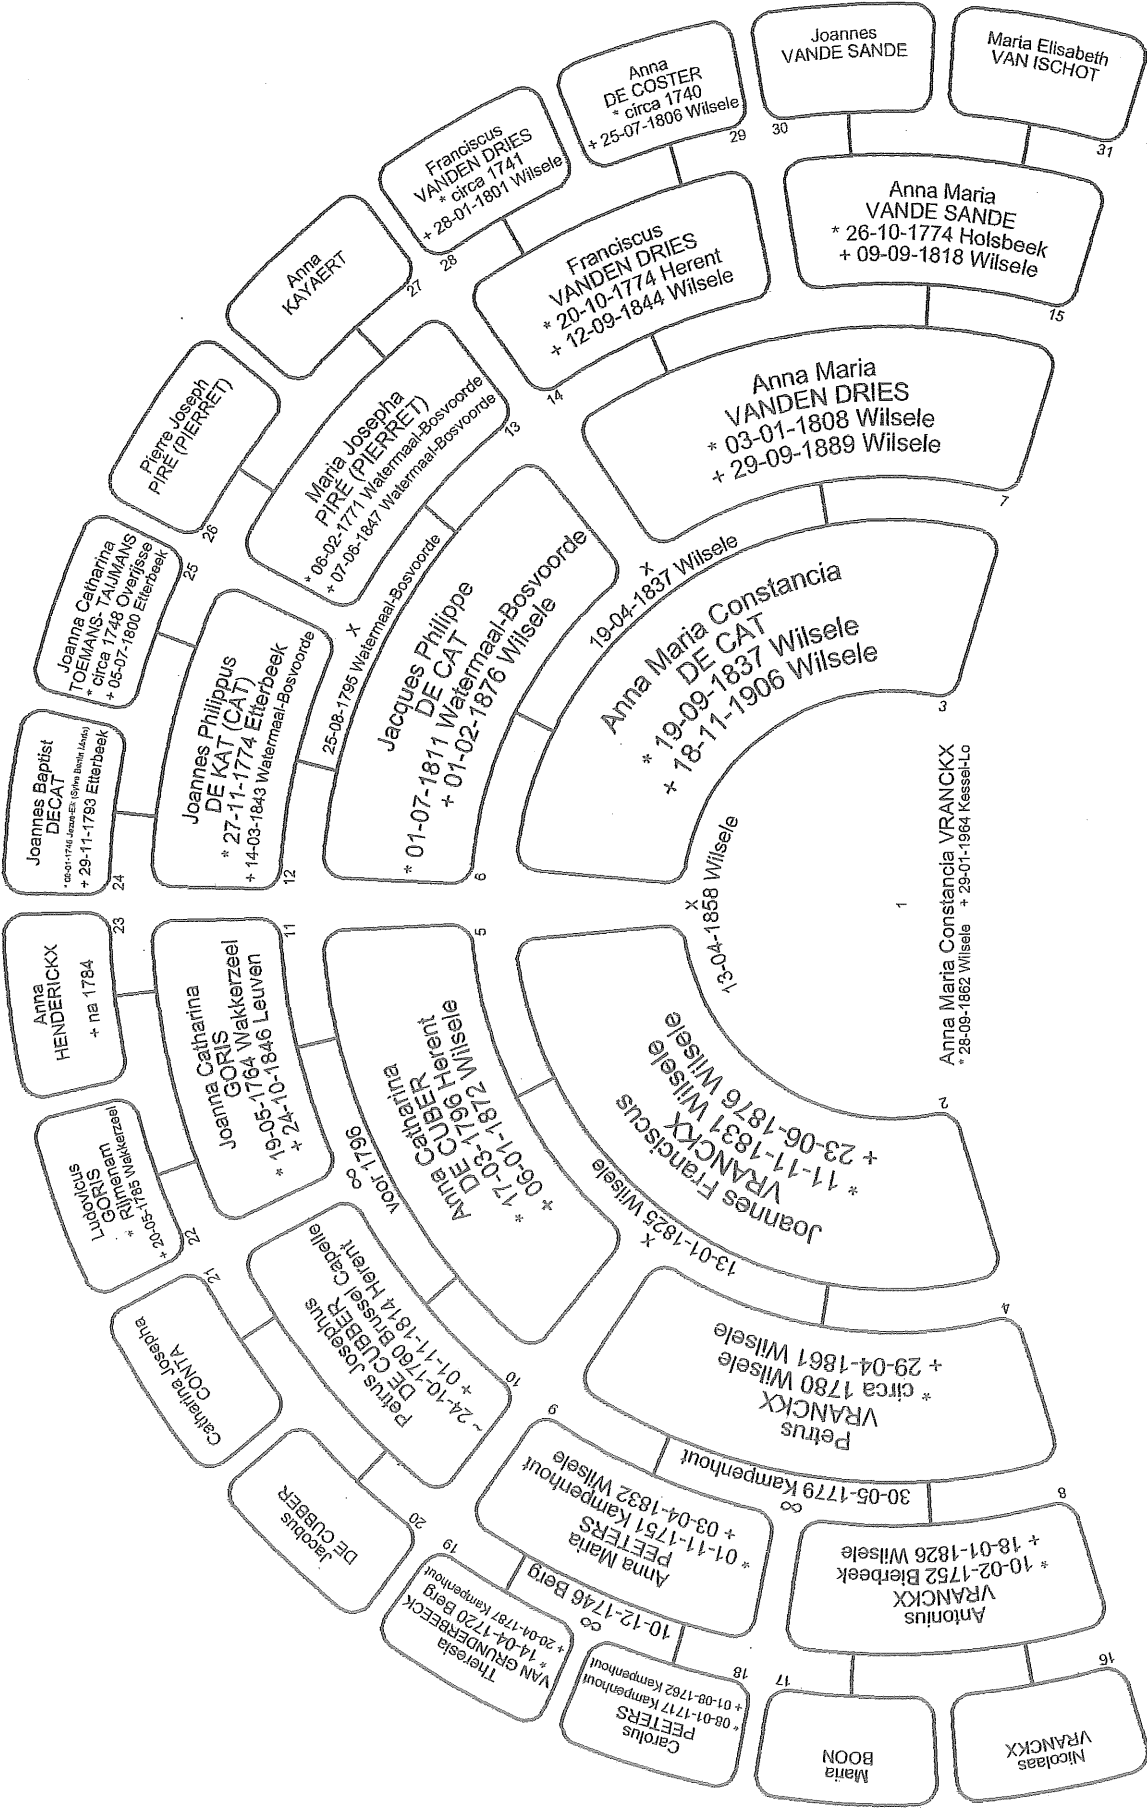 Anna Maria Constancia VRANCKX
* 28-09-1862 Wilsele + 29-01-1964 Kessel-Lo
1
13-04-1858 Wilsele
X
2
Joannes Franciscus
VRANCKX
* 11-11-1831 Wilsele
+ 23-06-1876 Wilsele
3
Anna Maria Constancia
DE CAT
* 19-09-1837 Wilsele
+ 18-11-1906 Wilsele
X
13-01-1825 Wilsele
X
19-04-1837 Wilsele
4
Petrus
VRANCKX
* circa 1780 Wilsele
+ 29-04-1861 Wilsele
5
Anna Catharina
DE CUBER
* 17-03-1796 Herent
+ 06-01-1872 Wilsele
6
Jacques Philippe
DE CAT
* 01-07-1811 Watermaal-Bosvoorde
+ 01-02-1876 Wilsele
7
Anna Maria
VANDEN DRIES
* 03-01-1808 Wilsele
+ 29-09-1889 Wilsele
∞
30-05-1779 Kampenhout
∞
voor 1796
X
25-08-1795 Watermaal-Bosvoorde
8
Antonius
VRANCKX
* 10-02-1752 Bierbeek
+ 18-01-1826 Wilsele
9
Anna Maria
PEETERS
* 01-11-1751 Kampenhout
+ 03-04-1832 Wilsele
10
Petrus Josephus
DE CUBBER
~ 24-10-1760 Brussel Capelle
+ 01-11-1814 Herent
11
Joanna Catharina
GORIS
* 19-05-1764 Wakkerzeel
+ 24-10-1846 Leuven
12
Joannes Philippus
DE KAT (CAT)
* 27-11-1774 Etterbeek
+ 14-03-1843 Watermaal-Bosvoorde
13
Maria Josepha
PIRÉ (PIERRET)
* 06-02-1771 Watermaal-Bosvoorde
+ 07-06-1847 Watermaal-Bosvoorde
14
Franciscus
VANDEN DRIES
* 20-10-1774 Herent
+ 12-09-1844 Wilsele
15
Anna Maria
VANDE SANDE
* 26-10-1774 Holsbeek
+ 09-09-1818 Wilsele
∞
10-12-1746 Berg
16
Nicolaas
VRANCKX
17
Maria
BOON
18
Carolus
PEETERS
* 08-01-1717 Kampenhout
+ 01-08-1762 Kampenhout
19
Theresia
VAN GRUNDERBEECK
* 14-04-1720 Berg
+ 20-04-1787 Kampenhout
20
Jacobus
DE CUBBER
21
Catharina Josepha
CONTA
22
Ludovicus
GORIS
* Rijmenam
+ 20-05-1785 Wakkerzeel
23
Anna
HENDERICKX
+ na 1784
24
Joannes Baptist
DECAT
+ 29-11-1793 Etterbeek
25
Joanna Catharina
TOEMANS- TAUMANS
* circa 1748 Overijsse
+ 05-07-1800 Etterbeek
26
Pierre Joseph
PIRÉ (PIERRET)
27
Anna
KAYAERT
28
Franciscus
VANDEN DRIES
* circa 1741
+ 28-01-1801 Wilsele
29
Anna
DE COSTER
* circa 1740
+ 25-07-1806 Wilsele
30
Joannes
VANDE SANDE
31
Maria Elisabeth
VAN ISCHOT